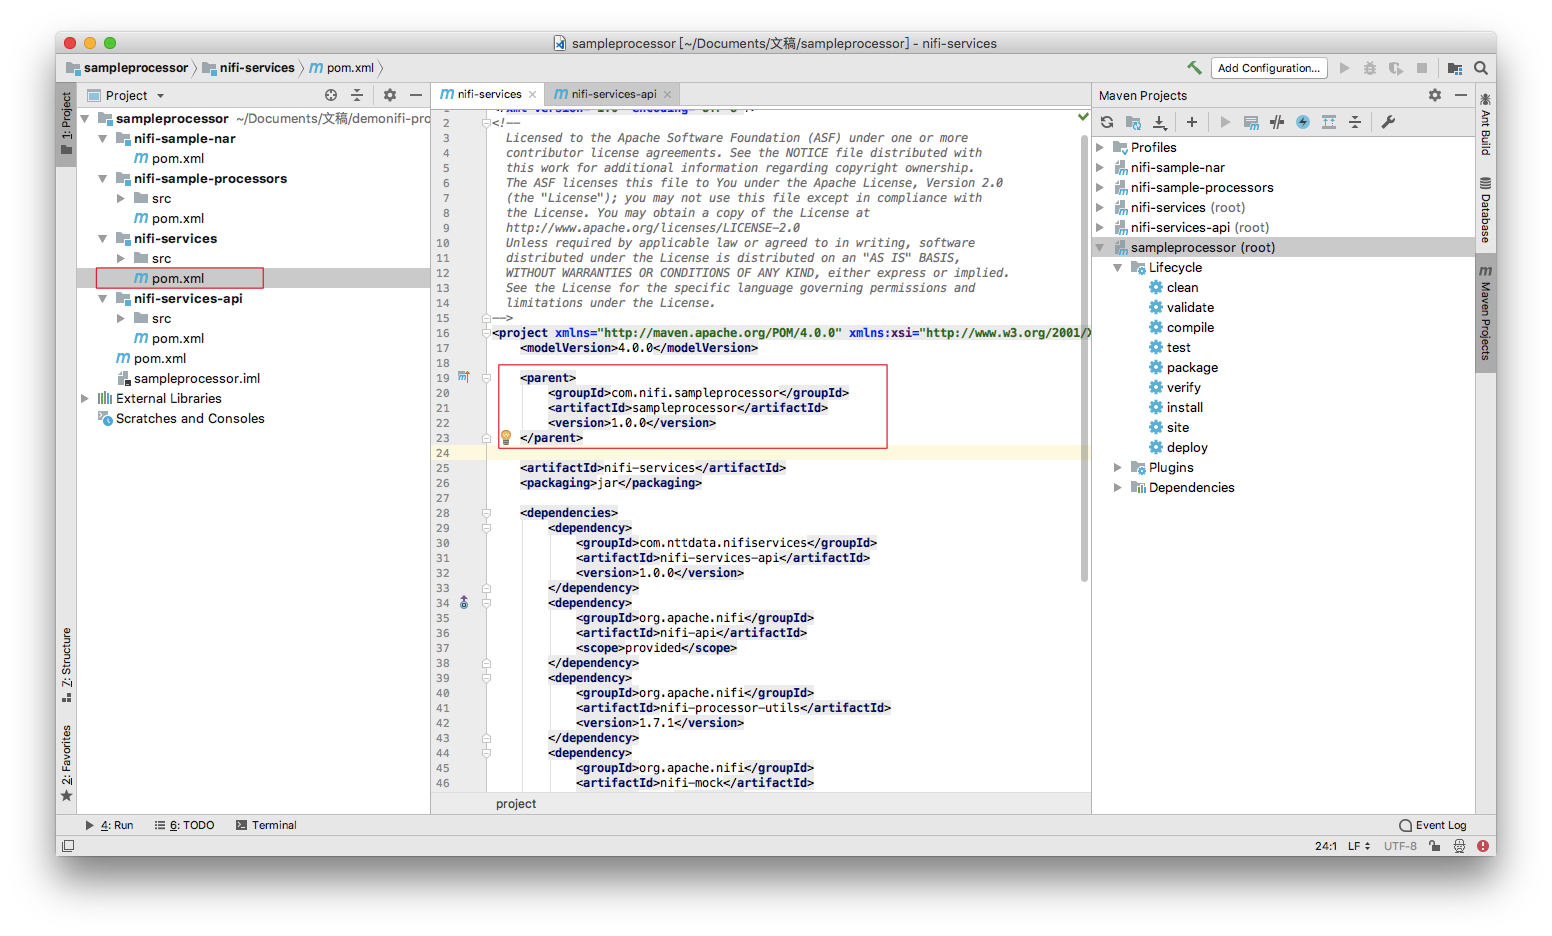 sampleprocessor [~/Documents/文稿/sampleprocessor] - nifi-services
sampleprocessor
nifi-services
pom.xml
Add Configuration...
1: Project
7: Structure
2: Favorites
Project
sampleprocessor ~/Documents/文稿/demonifi-pro
nifi-sample-nar
pom.xml
nifi-sample-processors
src
pom.xml
nifi-services
src
pom.xml
nifi-services-api
src
pom.xml
pom.xml
sampleprocessor.iml
External Libraries
Scratches and Consoles
nifi-services
nifi-services-api
2 <!--
3 Licensed to the Apache Software Foundation (ASF) under one or more
4 contributor license agreements. See the NOTICE file distributed with
5 this work for additional information regarding copyright ownership.
6 The ASF licenses this file to You under the Apache License, Version 2.0
7 (the "License"); you may not use this file except in compliance with
8 the License. You may obtain a copy of the License at
9 http://www.apache.org/licenses/LICENSE-2.0
10 Unless required by applicable law or agreed to in writing, software
11 distributed under the License is distributed on an "AS IS" BASIS,
12 WITHOUT WARRANTIES OR CONDITIONS OF ANY KIND, either express or implied.
13 See the License for the specific language governing permissions and
14 limitations under the License.
15 -->
16 <project xmlns="http://maven.apache.org/POM/4.0.0" xmlns:xsi="http://www.w3.org/2001/X
17 <modelVersion>4.0.0</modelVersion>
18
19 <parent>
20 <groupId>com.nifi.sampleprocessor</groupId>
21 <artifactId>sampleprocessor</artifactId>
22 <version>1.0.0</version>
23 </parent>
24
25 <artifactId>nifi-services</artifactId>
26 <packaging>jar</packaging>
27
28 <dependencies>
29 <dependency>
30 <groupId>com.nttdata.nifiservices</groupId>
31 <artifactId>nifi-services-api</artifactId>
32 <version>1.0.0</version>
33 </dependency>
34 <dependency>
35 <groupId>org.apache.nifi</groupId>
36 <artifactId>nifi-api</artifactId>
37 <scope>provided</scope>
38 </dependency>
39 <dependency>
40 <groupId>org.apache.nifi</groupId>
41 <artifactId>nifi-processor-utils</artifactId>
42 <version>1.7.1</version>
43 </dependency>
44 <dependency>
45 <groupId>org.apache.nifi</groupId>
46 <artifactId>nifi-mock</artifactId>
project
Maven Projects
Profiles
nifi-sample-nar
nifi-sample-processors
nifi-services (root)
nifi-services-api (root)
sampleprocessor (root)
Lifecycle
clean
validate
compile
test
package
verify
install
site
deploy
Plugins
Dependencies
Ant Build
Database
Maven Projects
4: Run
6: TODO
Terminal
Event Log
24:1 LF UTF-8